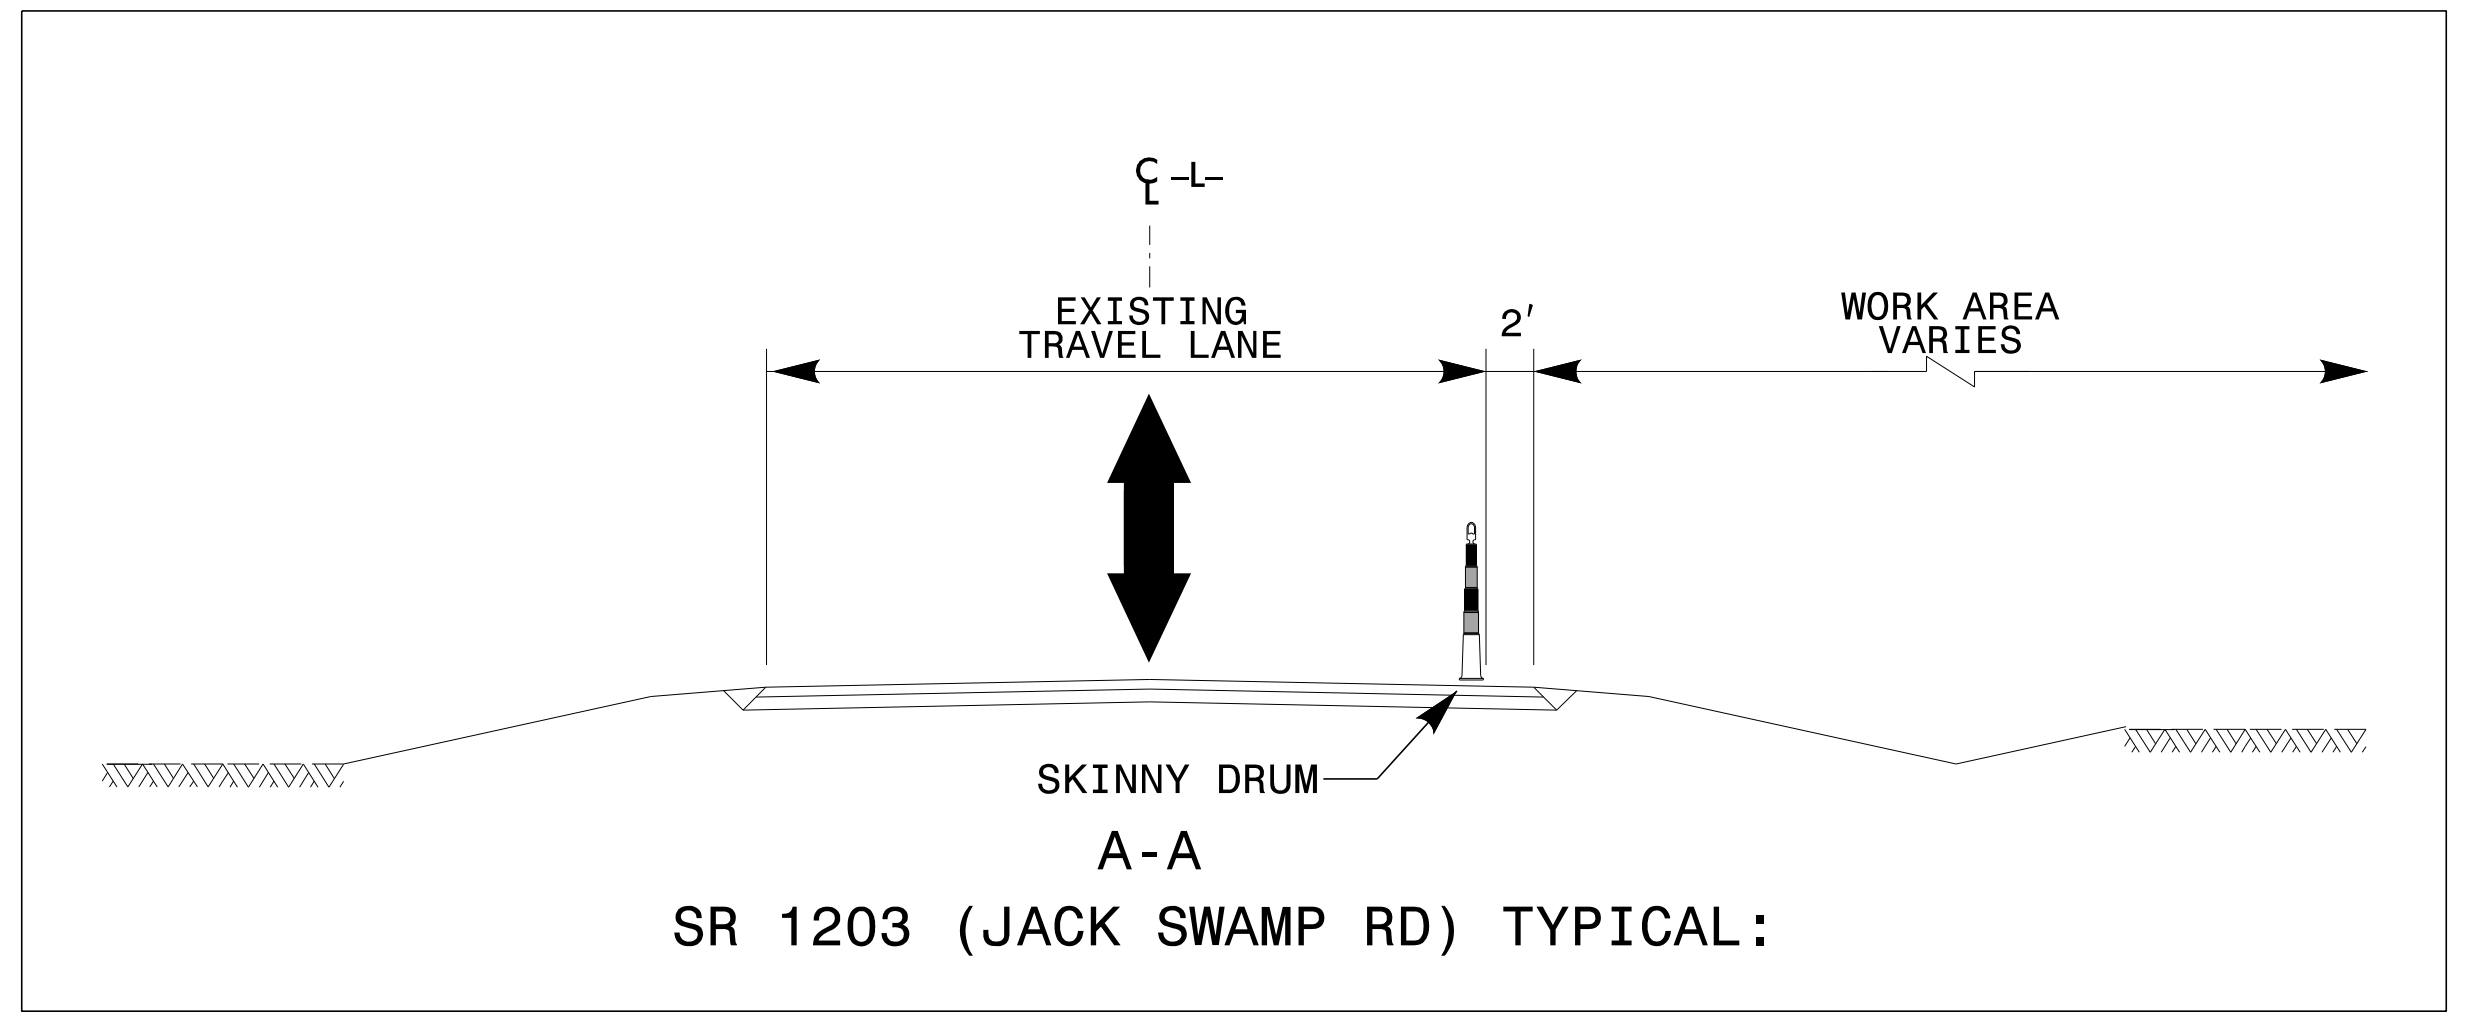 ℄ -L-
EXISTING
TRAVEL LANE
2'
WORK AREA
VARIES
SKINNY DRUM
A-A
SR 1203 (JACK SWAMP RD) TYPICAL: